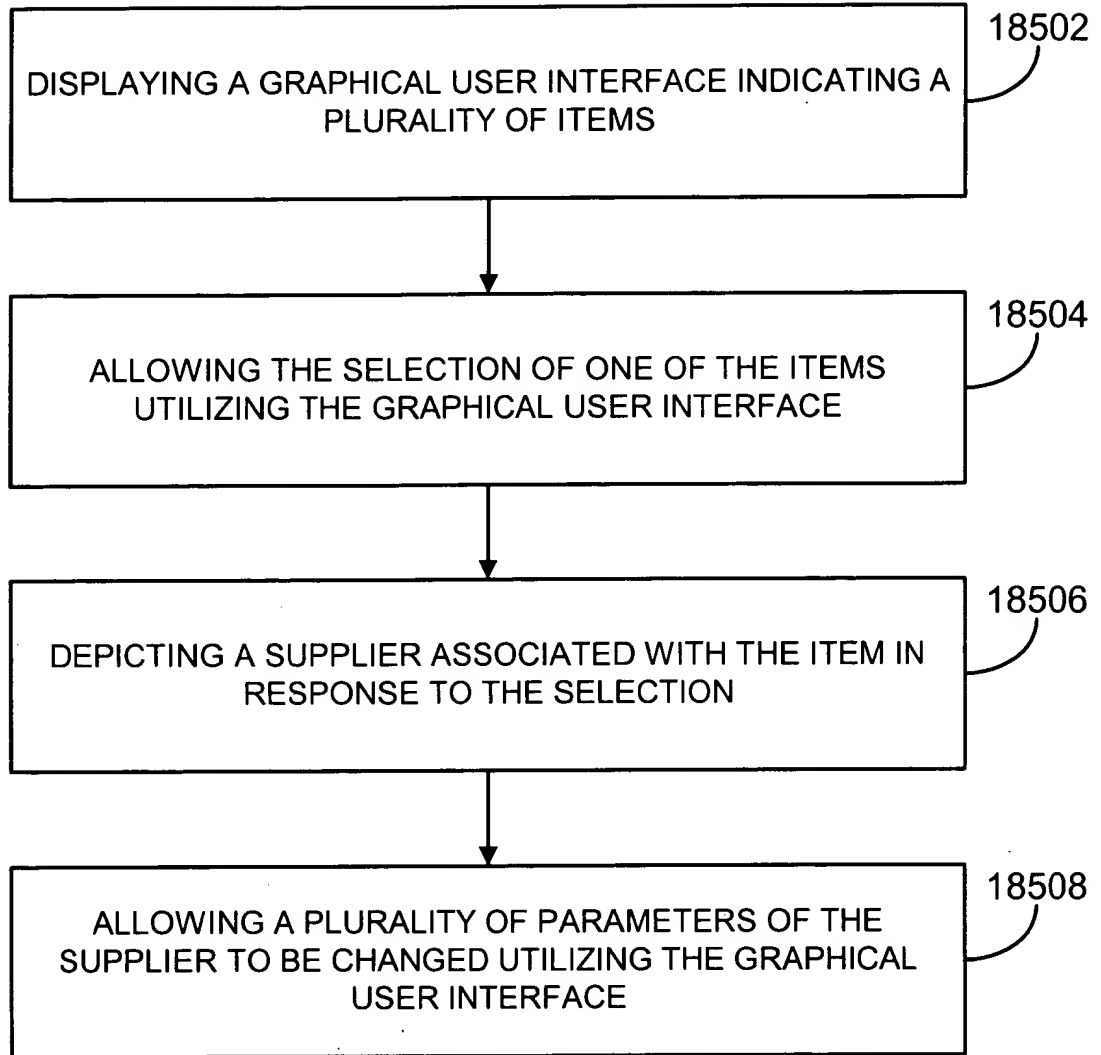 18502
DISPLAYING A GRAPHICAL USER INTERFACE INDICATING A
PLURALITY OF ITEMS
18504
ALLOWING THE SELECTION OF ONE OF THE ITEMS
UTILIZING THE GRAPHICAL USER INTERFACE
18506
DEPICTING A SUPPLIER ASSOCIATED WITH THE ITEM IN
RESPONSE TO THE SELECTION
18508
ALLOWING A PLURALITY OF PARAMETERS OF THE
SUPPLIER TO BE CHANGED UTILIZING THE GRAPHICAL
USER INTERFACE